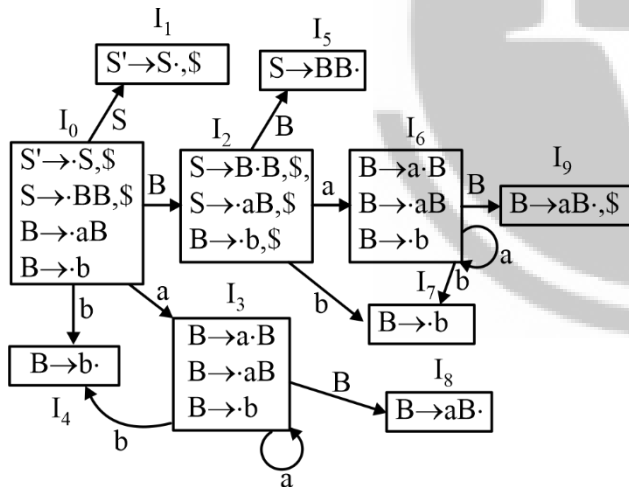 I₁
S'→S·,$
S
I₀
S'→·S,$
S→·BB,$
B→·aB
B→·b
B
I₂
S→B·B,$,
S→·aB,$
B→·b,$
B
I₅
S→BB·
a
I₆
B→a·B
B→·aB
B→·b
B
I₉
B→aB·,$
a
b
I₇
B→·b
b
b
a
I₃
B→a·B
B→·aB
B→·b
B
I₈
B→aB·
B→b·
I₄
b
a